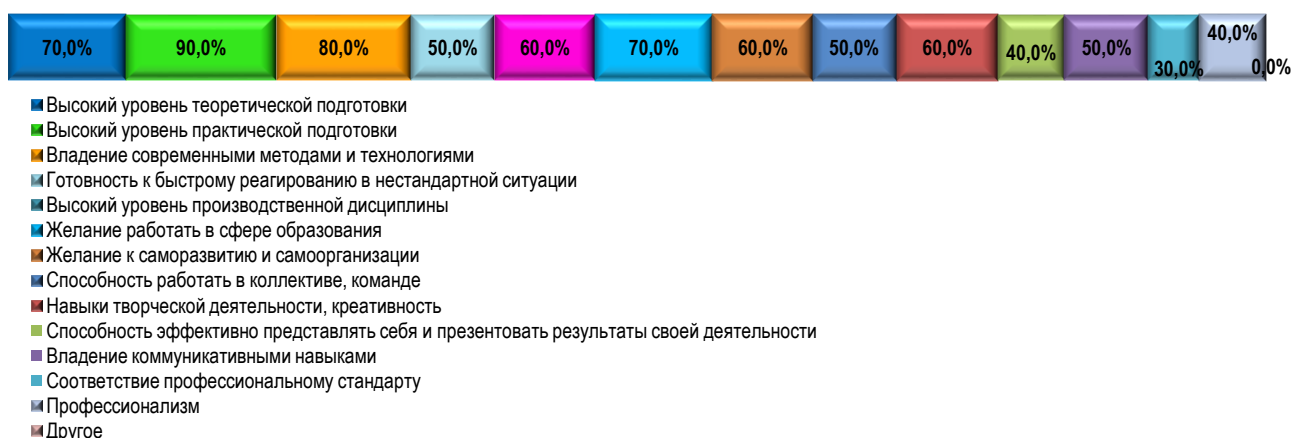 70,0% 90,0% 80,0% 50,0% 60,0% 70,0% 60,0% 50,0% 60,0% 40,0% 50,0% 30,0% 40,0% 0,0%
Высокий уровень теоретической подготовки
Высокий уровень практической подготовки
Владение современными методами и технологиями
Готовность к быстрому реагированию в нестандартной ситуации
Высокий уровень производственной дисциплины
Желание работать в сфере образования
Желание к саморазвитию и самоорганизации
Способность работать в коллективе, команде
Навыки творческой деятельности, креативность
Способность эффективно представлять себя и презентовать результаты своей деятельности
Владение коммуникативными навыками
Соответствие профессиональному стандарту
Профессионализм
Другое